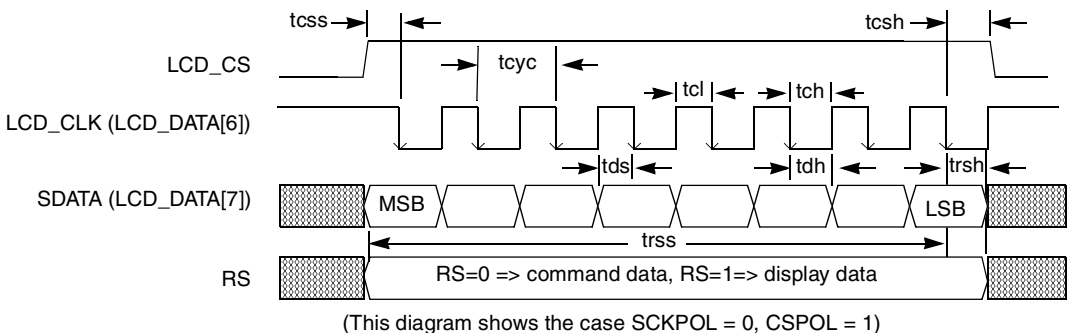 tcss
tcsh
LCD_CS
tcyc
tcl
tch
LCD_CLK (LCD_DATA[6])
tds
tdh
trsh
SDATA (LCD_DATA[7])
MSB
LSB
trss
RS
RS=0 => command data, RS=1=> display data
(This diagram shows the case SCKPOL = 0, CSPOL = 1)